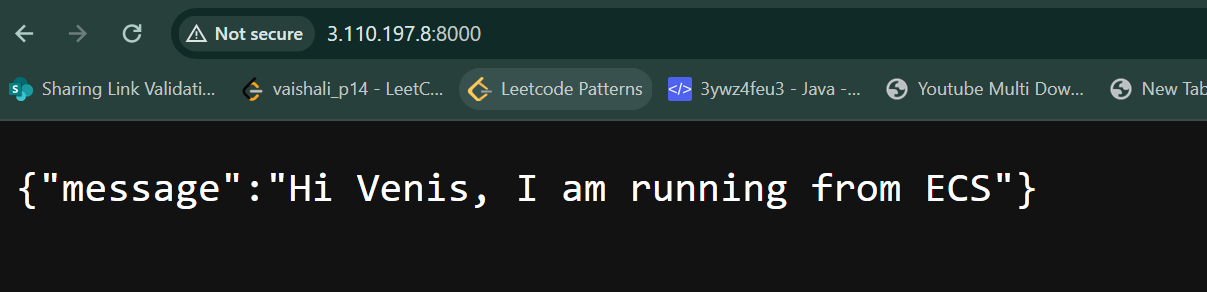 Not secure 3.110.197.8:8000
Sharing Link Validati... vaishali_p14 - LeetC... Leetcode Patterns </> 3ywz4feu3 - Java -... Youtube Multi Dow... New Tab
{"message":"Hi Venis, I am running from ECS"}